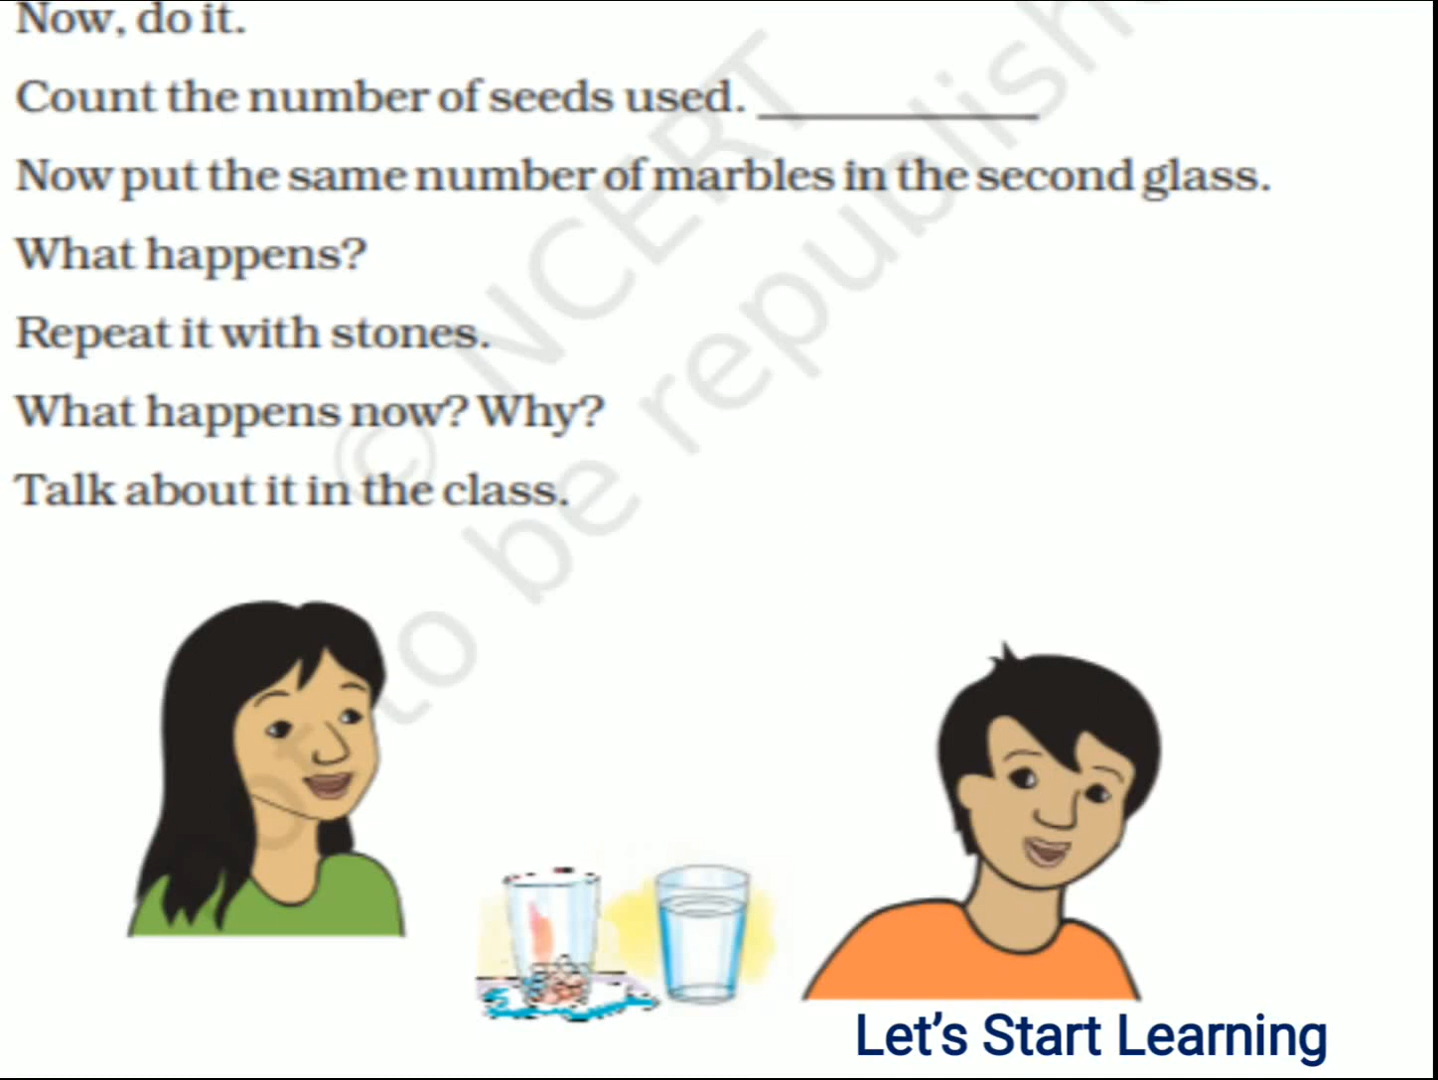 Now, do it.
Count the number of seeds used. ____________
Now put the same number of marbles in the second glass.
What happens?
Repeat it with stones.
What happens now? Why?
Talk about it in the class.
© NCERT
to be republish
Let's Start Learning